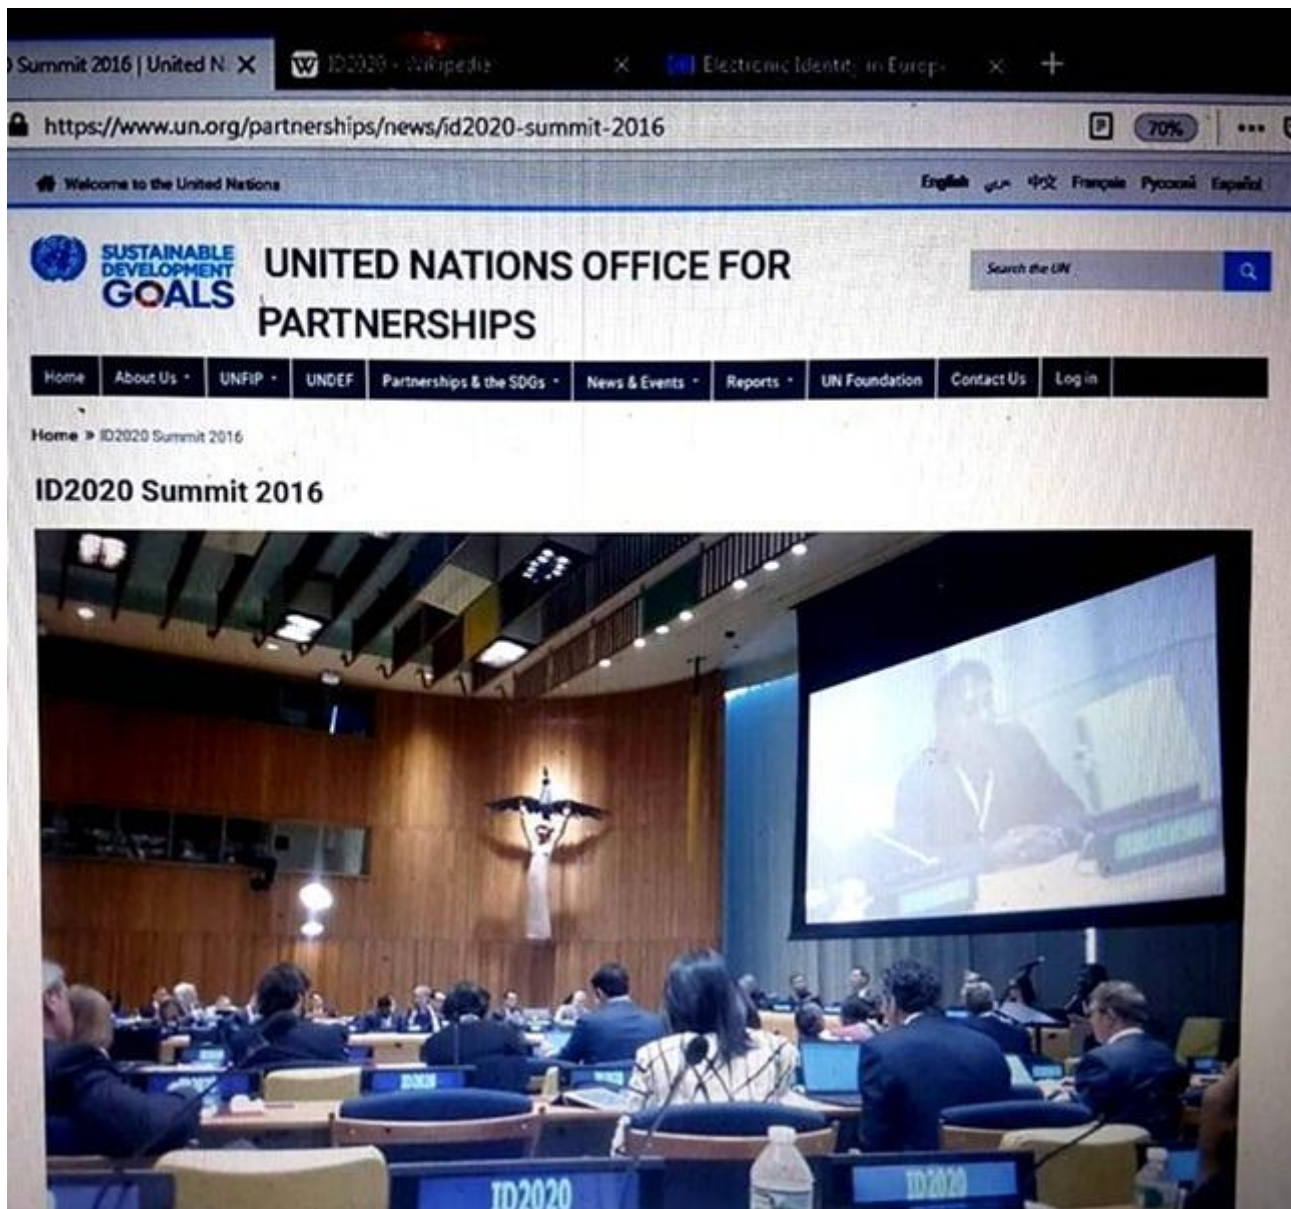 Summit 2016 | United N
ID2020 - Wikipedia
Electronic Identity in Europ
https://www.un.org/partnerships/news/id2020-summit-2016
70%
Welcome to the United Nations
English عربي 中文 Français Русский Español
SUSTAINABLE
DEVELOPMENT
GOALS
UNITED NATIONS OFFICE FOR
PARTNERSHIPS
Search the UN
Home About Us UNFIP UNDEF Partnerships & the SDGs News & Events Reports UN Foundation Contact Us Log in
Home » ID2020 Summit 2016
ID2020 Summit 2016
ID2020
ID2020
ID2020
ID2020